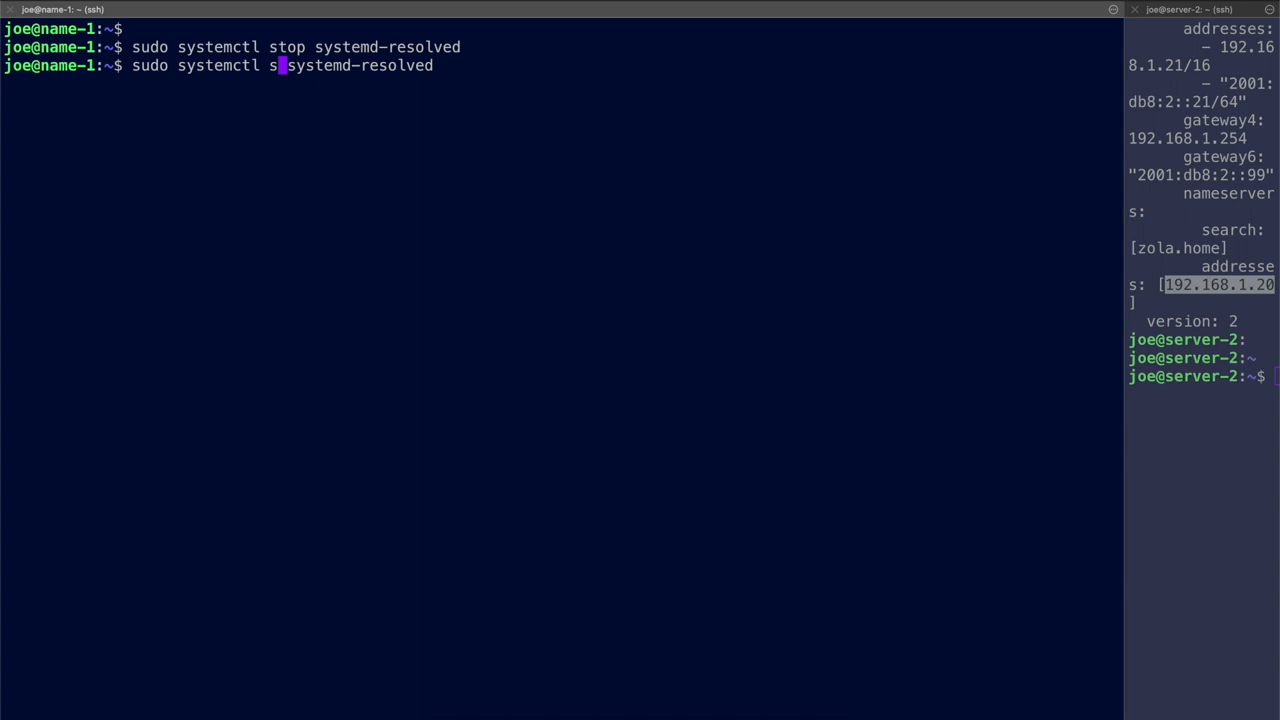 joe@name-1: ~ (ssh)
joe@name-1:~$
joe@name-1:~$ sudo systemctl stop systemd-resolved
joe@name-1:~$ sudo systemctl s systemd-resolved
joe@server-2: ~ (ssh)
addresses:
- 192.16
8.1.21/16
- "2001:
db8:2::21/64"
gateway4:
192.168.1.254
gateway6:
"2001:db8:2::99"
nameserver
s:
search:
[zola.home]
addresse
s: [192.168.1.20
]
version: 2
joe@server-2:
joe@server-2:~
joe@server-2:~$